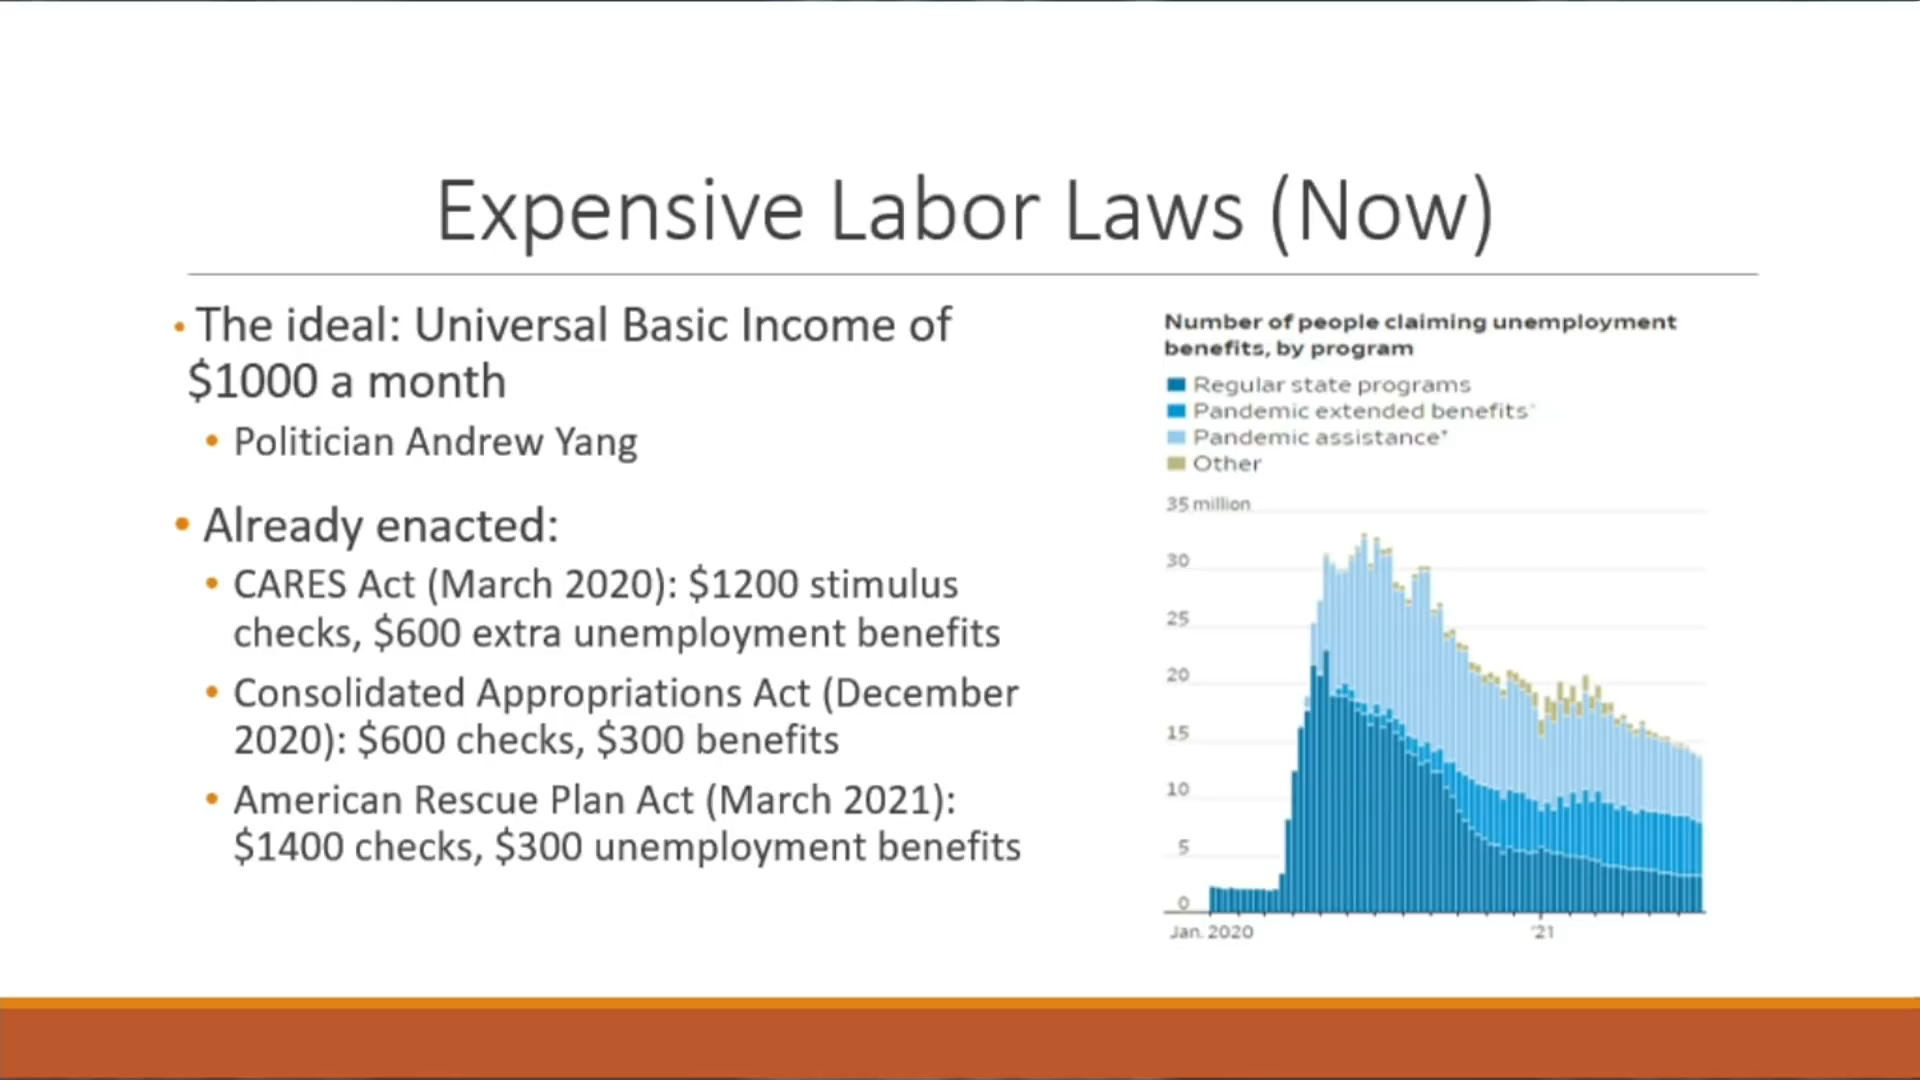 Expensive Labor Laws (Now)
• The ideal: Universal Basic Income of
$1000 a month
• Politician Andrew Yang
• Already enacted:
• CARES Act (March 2020): $1200 stimulus
checks, $600 extra unemployment benefits
• Consolidated Appropriations Act (December
2020): $600 checks, $300 benefits
• American Rescue Plan Act (March 2021):
$1400 checks, $300 unemployment benefits
Number of people claiming unemployment
benefits, by program
Regular state programs
Pandemic extended benefits*
Pandemic assistance†
Other
35 million
30
25
20
15
10
5
0
Jan. 2020
'21